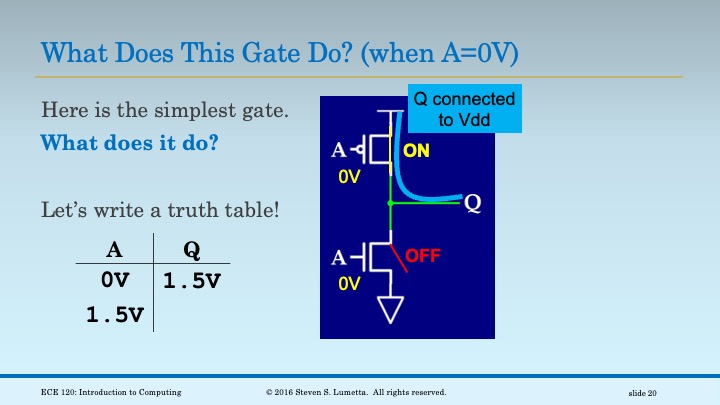 What Does This Gate Do? (when A=0V)
Here is the simplest gate.
What does it do?
Let's write a truth table!
A Q
0V 1.5V
1.5V
Q connected
to Vdd
A
ON
0V
Q
A
OFF
0V
ECE 120: Introduction to Computing
© 2016 Steven S. Lumetta. All rights reserved.
slide 20